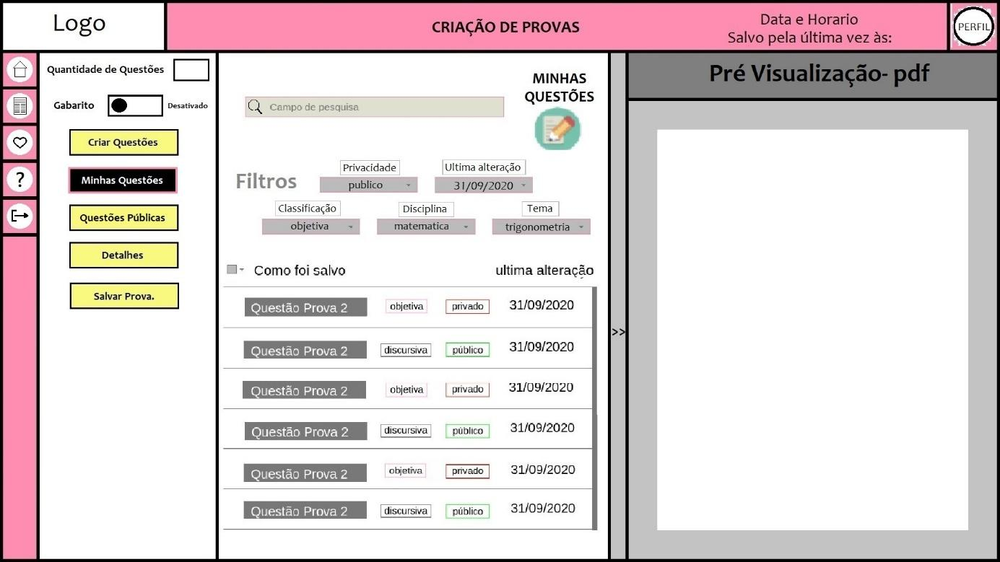 Logo
CRIAÇÃO DE PROVAS
Data e Horario
Salvo pela última vez às:
PERFIL
Quantidade de Questões
Gabarito
Desativado
Criar Questões
Minhas Questões
Questões Públicas
Detalhes
Salvar Prova.
?
MINHAS
QUESTÕES
Campo de pesquisa
Filtros
Privacidade
publico
Ultima alteração
31/09/2020
Classificação
objetiva
Disciplina
matematica
Tema
trigonometria
Como foi salvo ultima alteração
Questão Prova 2 objetiva privado 31/09/2020
Questão Prova 2 discursiva público 31/09/2020
Questão Prova 2 objetiva privado 31/09/2020
Questão Prova 2 discursiva público 31/09/2020
Questão Prova 2 objetiva privado 31/09/2020
Questão Prova 2 discursiva público 31/09/2020
>>
Pré Visualização- pdf